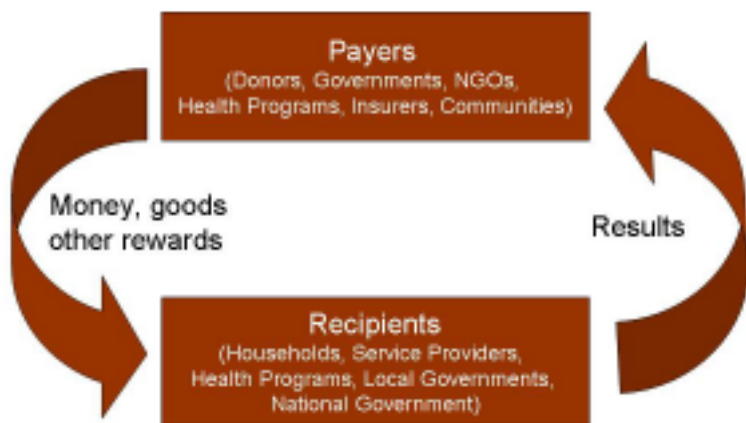 Payers
(Donors, Governments, NGOs,
Health Programs, Insurers, Communities)
Money, goods
other rewards
Results
Recipients
(Households, Service Providers,
Health Programs, Local Governments,
National Government)